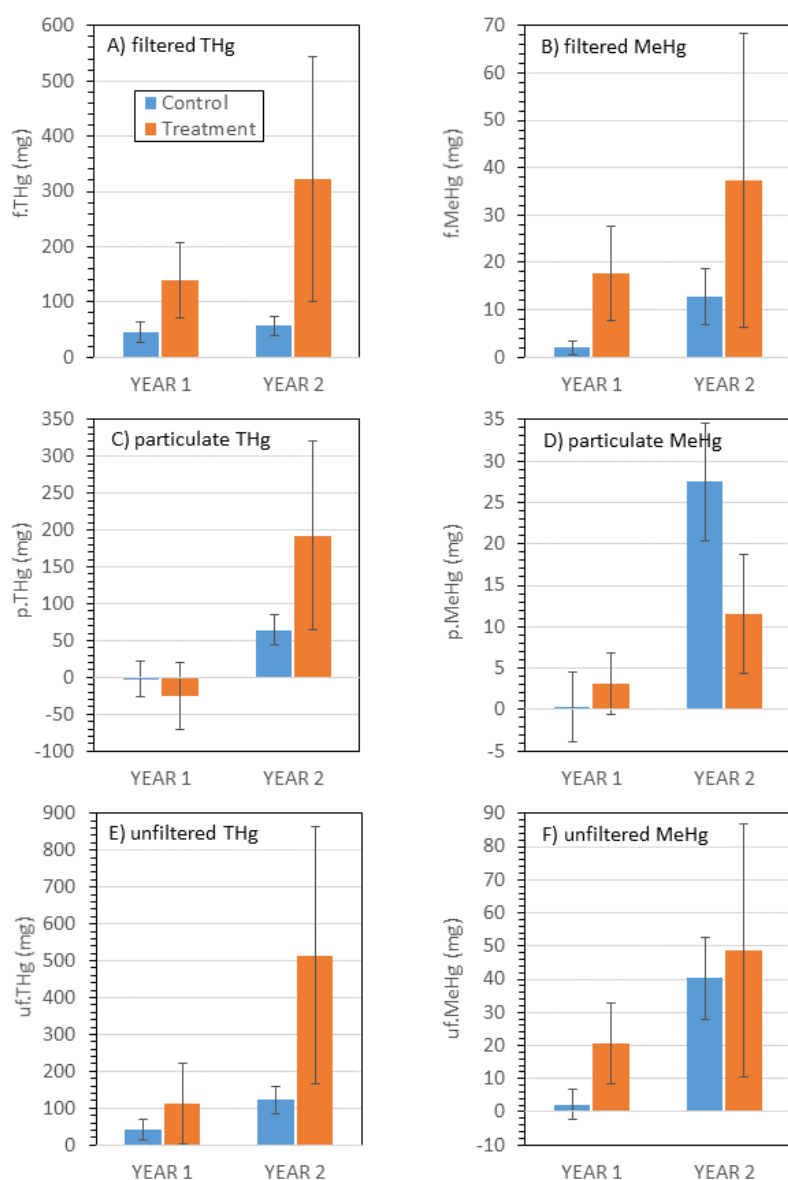 A) filtered THg
Control
Treatment
f.THg (mg)
600
500
400
300
200
100
0
YEAR 1 YEAR 2
B) filtered MeHg
f.MeHg (mg)
70
60
50
40
30
20
10
0
YEAR 1 YEAR 2
C) particulate THg
p.THg (mg)
350
300
250
200
150
100
50
0
-50
-100
YEAR 1 YEAR 2
D) particulate MeHg
p.MeHg (mg)
35
30
25
20
15
10
5
0
-5
YEAR 1 YEAR 2
E) unfiltered THg
uf.THg (mg)
900
800
700
600
500
400
300
200
100
0
YEAR 1 YEAR 2
F) unfiltered MeHg
uf.MeHg (mg)
90
80
70
60
50
40
30
20
10
0
-10
YEAR 1 YEAR 2